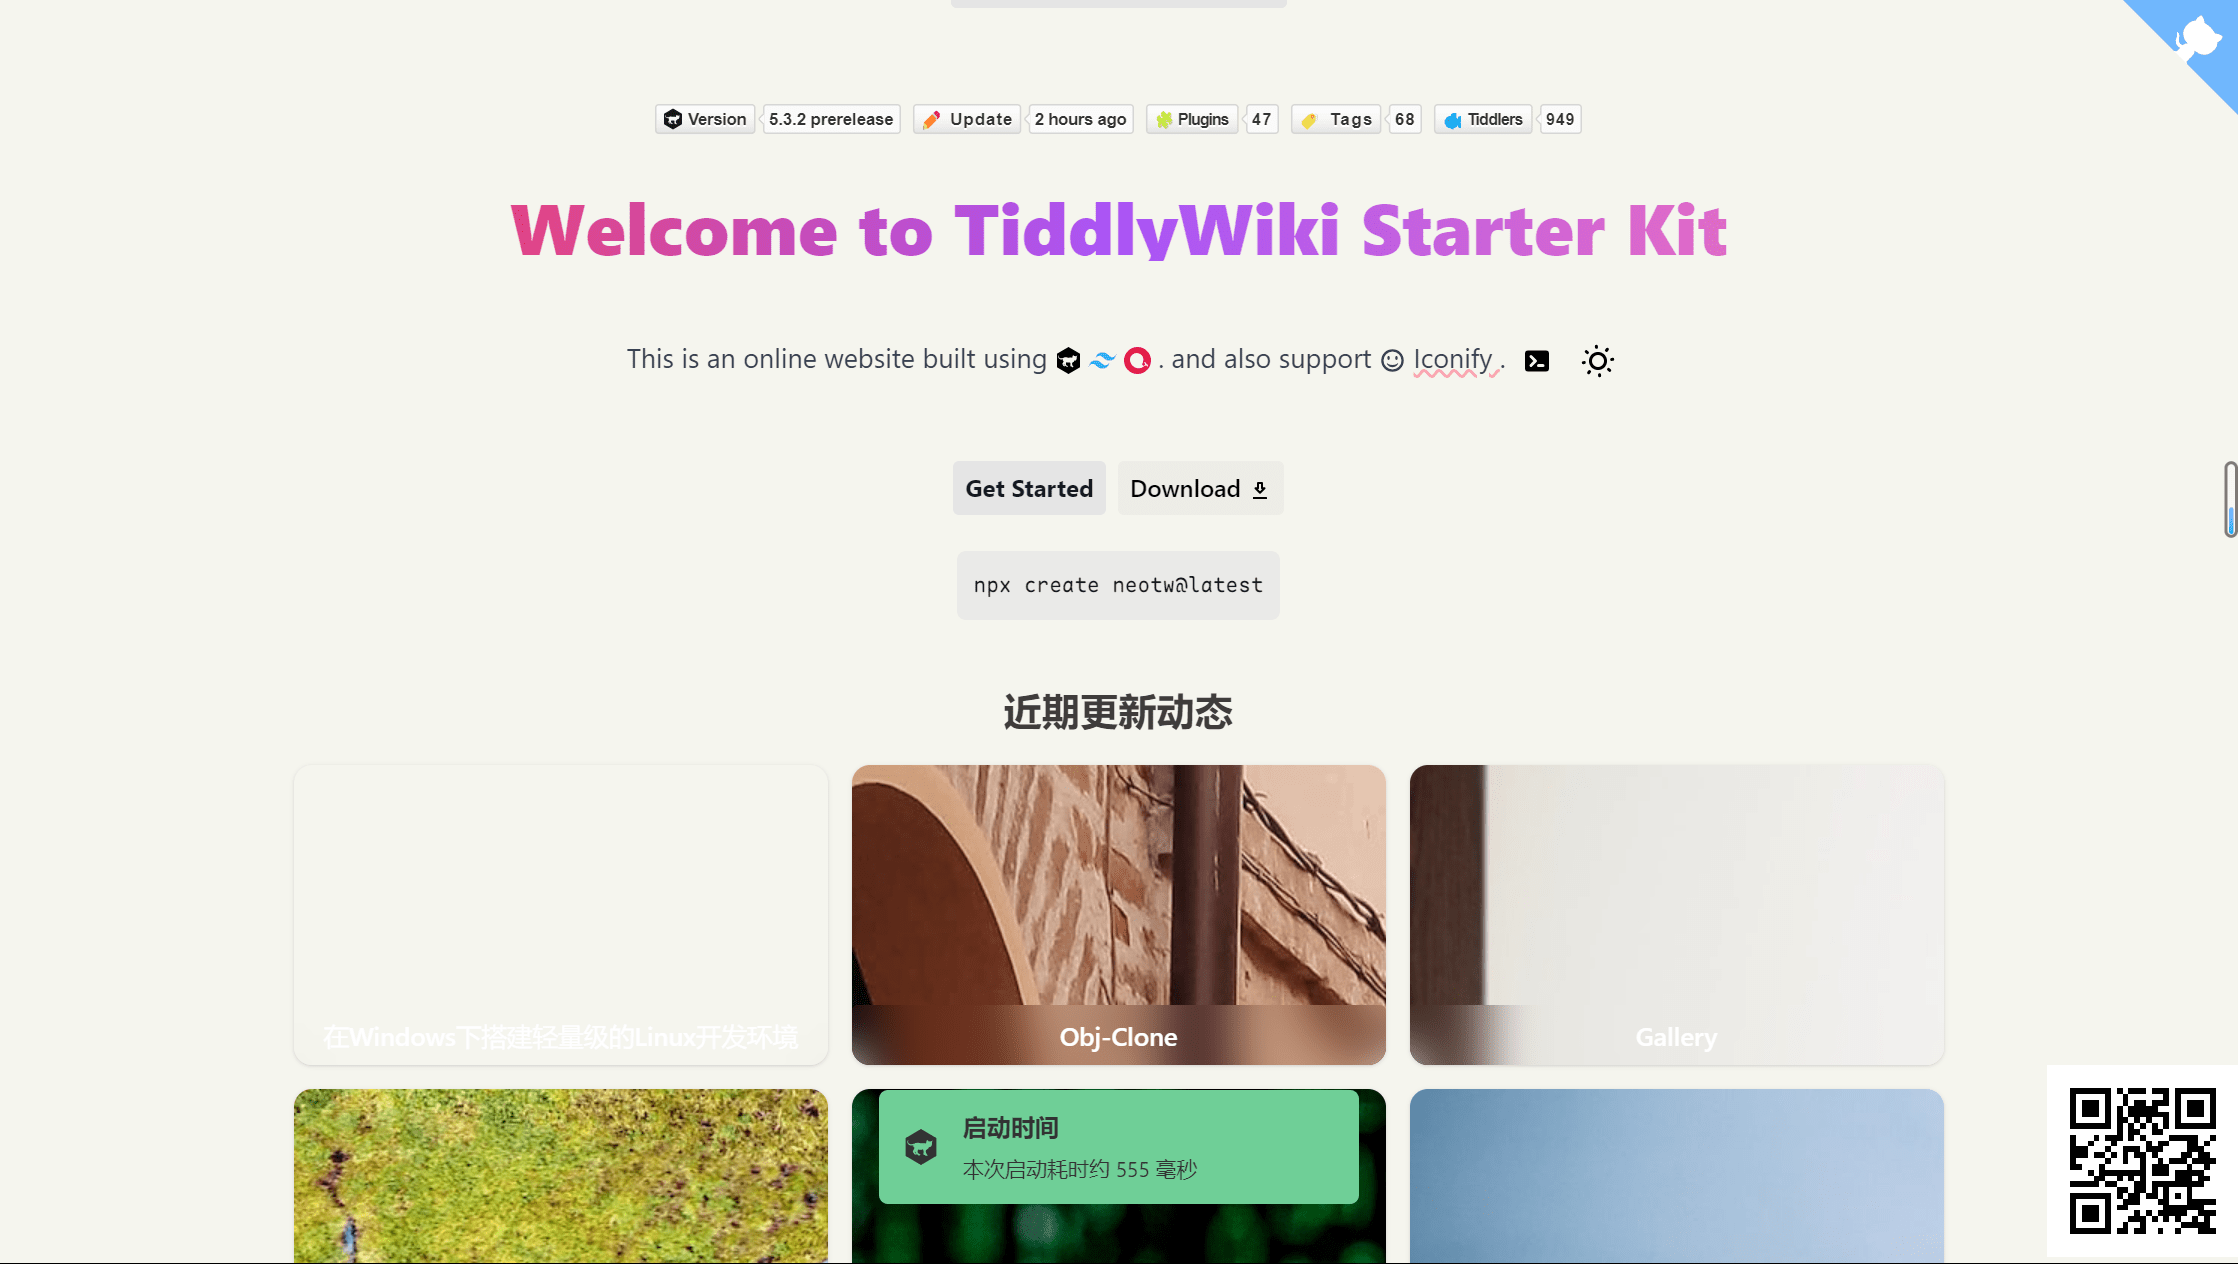 Version 5.3.2 prerelease Update 2 hours ago Plugins 47 Tags 68 Tiddlers 949
Welcome to TiddlyWiki Starter Kit
This is an online website built using . and also support Iconify .
Get Started Download
npx create neotw@latest
近期更新动态
在Windows下搭建轻量级的Linux开发环境 Obj-Clone Gallery
启动时间
本次启动耗时约 555 毫秒